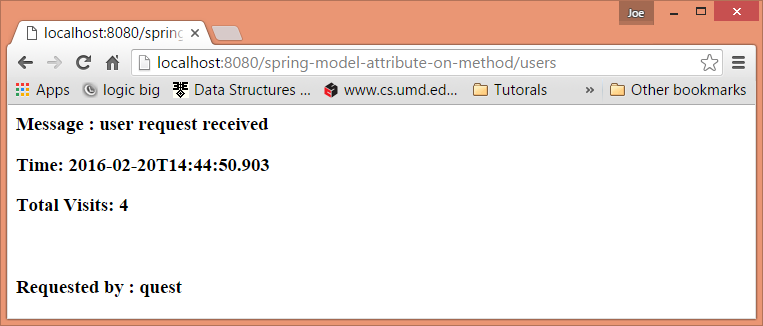 Joe
localhost:8080/spring
localhost:8080/spring-model-attribute-on-method/users
Apps logic big Data Structures ... www.cs.umd.ed... Tutorals » Other bookmarks
Message : user request received
Time: 2016-02-20T14:44:50.903
Total Visits: 4
Requested by : quest